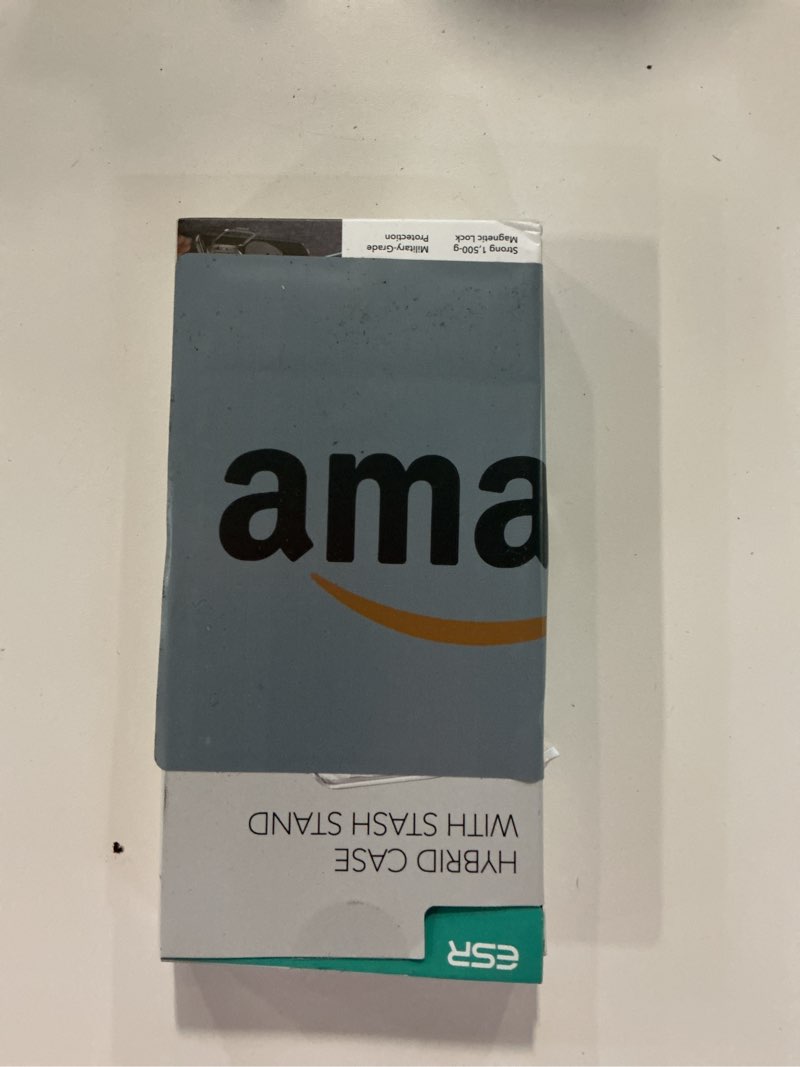 Strong 1,500-g
Magnetic Lock
Military-Grade
Protection
ama
HYBRID CASE
WITH STASH STAND
ESR